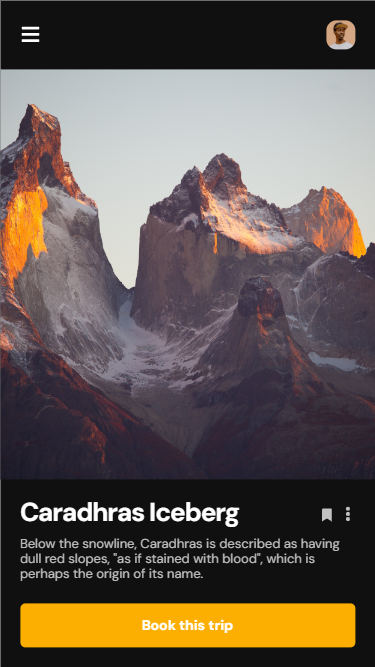 Caradhras Iceberg
Below the snowline, Caradhras is described as having
dull red slopes, "as if stained with blood", which is
perhaps the origin of its name.
Book this trip